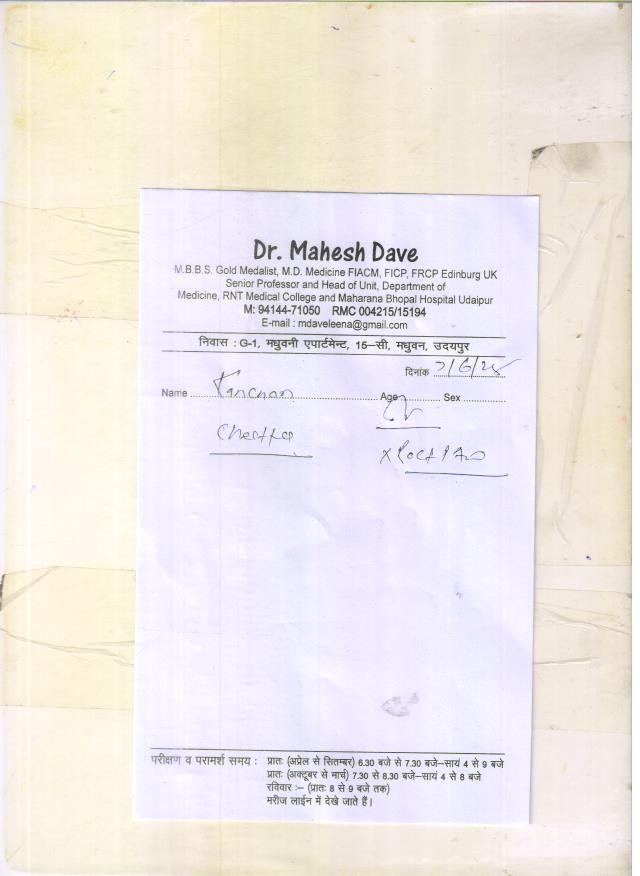 Dr. Mahesh Dave
M.B.B.S. Gold Medalist, M.D. Medicine FIACM, FICP, FRCP Edinburg UK
Senior Professor and Head of Unit, Department of
Medicine, RNT Medical College and Maharana Bhopal Hospital Udaipur
M: 94144-71050 RMC 004215/15194
E-mail : mdaveleena@gmail.com
निवास : G-1, मधुवनी एपार्टमेन्ट, 15–सी, मधुवन, उदयपुर
दिनांक
Name Kanchan Age Sex
परीक्षण व परामर्श समय : प्रातः (अप्रेल से सितम्बर) 6.30 बजे से 7.30 बजे–सायं 4 से 9 बजे
प्रातः (अक्टूबर से मार्च) 7.30 से 8.30 बजे–सायं 4 से 8 बजे
रविवार :– (प्रातः 8 से 9 बजे तक)
मरीज लाईन में देखे जाते हैं।